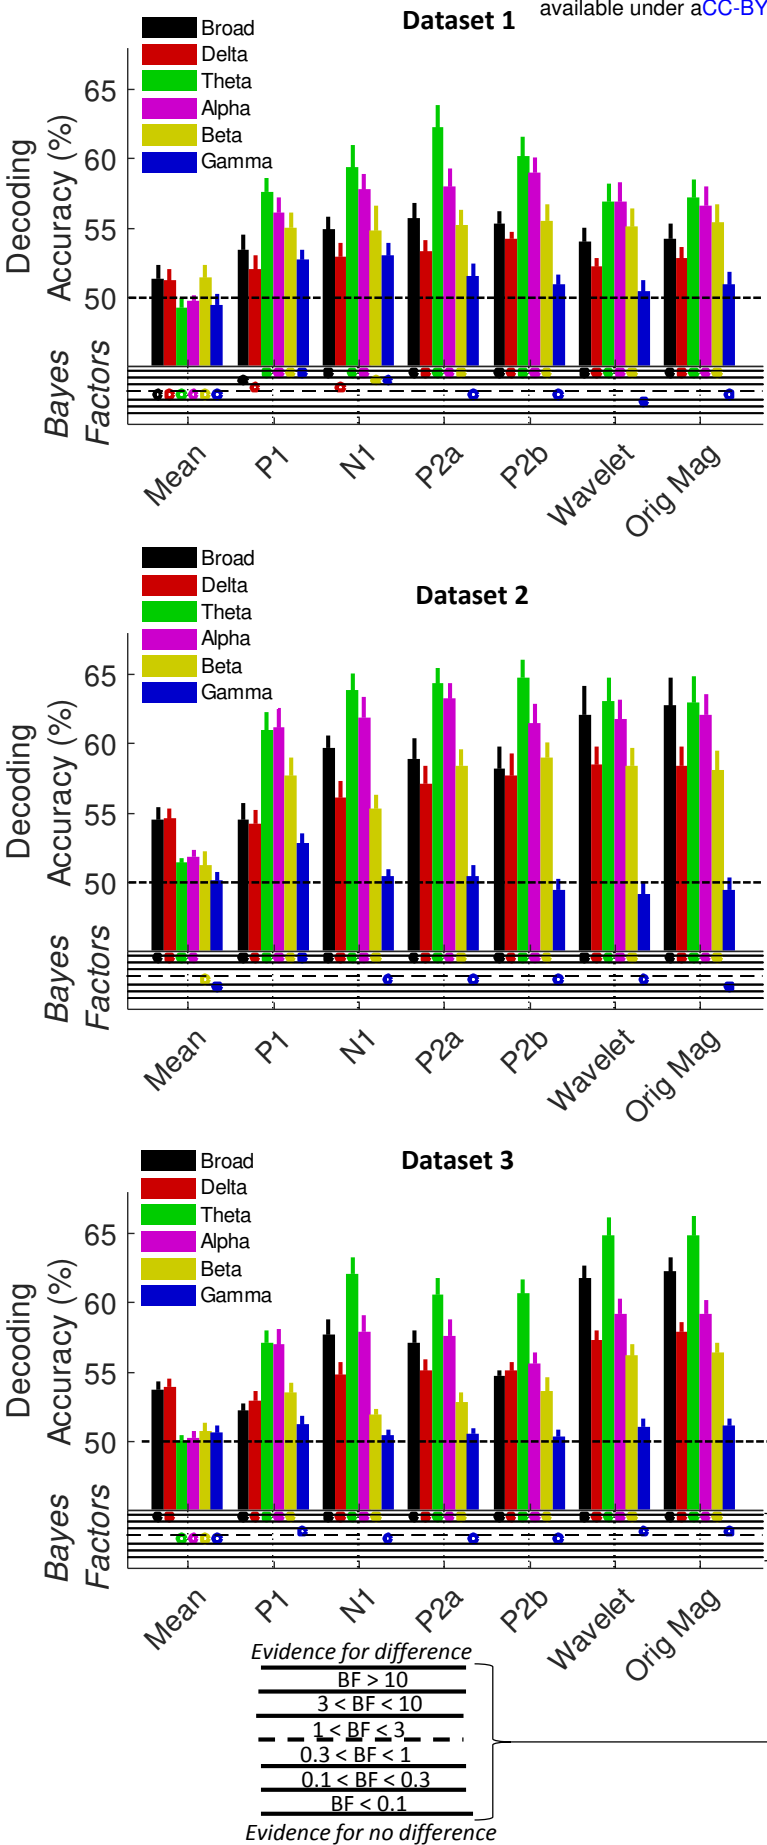 available under aCC-BY
Dataset 1
Broad
Delta
Theta
Alpha
Beta
Gamma
Decoding
Accuracy (%)
65
60
55
50
Bayes
Factors
Mean
P1
N1
P2a
P2b
Wavelet
Orig Mag
Dataset 2
Broad
Delta
Theta
Alpha
Beta
Gamma
Decoding
Accuracy (%)
65
60
55
50
Bayes
Factors
Mean
P1
N1
P2a
P2b
Wavelet
Orig Mag
Dataset 3
Broad
Delta
Theta
Alpha
Beta
Gamma
Decoding
Accuracy (%)
65
60
55
50
Bayes
Factors
Mean
P1
N1
P2a
P2b
Wavelet
Orig Mag
Evidence for difference
BF > 10
3 < BF < 10
1 < BF < 3
0.3 < BF < 1
0.1 < BF < 0.3
BF < 0.1
Evidence for no difference